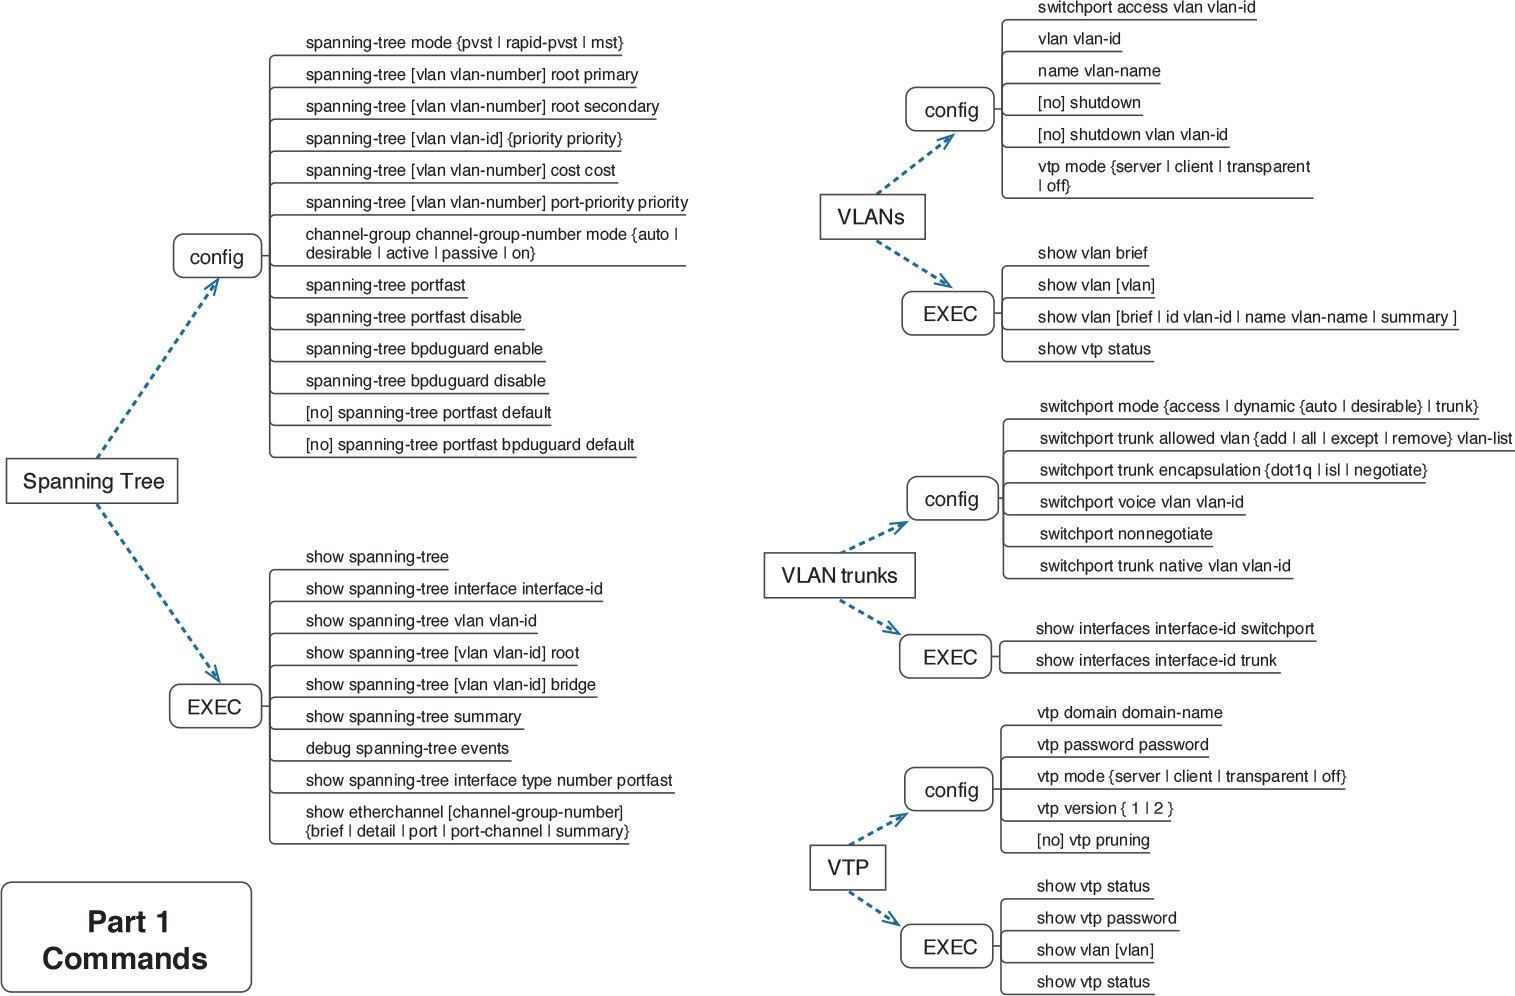 spanning-tree mode {pvst | rapid-pvst | mst}
spanning-tree [vlan vlan-number] root primary
spanning-tree [vlan vlan-number] root secondary
spanning-tree [vlan vlan-id] {priority priority}
spanning-tree [vlan vlan-number] cost cost
spanning-tree [vlan vlan-number] port-priority priority
channel-group channel-group-number mode {auto |
desirable | active | passive | on}
config
spanning-tree portfast
spanning-tree portfast disable
spanning-tree bpduguard enable
spanning-tree bpduguard disable
[no] spanning-tree portfast default
[no] spanning-tree portfast bpduguard default
Spanning Tree
show spanning-tree
show spanning-tree interface interface-id
show spanning-tree vlan vlan-id
show spanning-tree [vlan vlan-id] root
show spanning-tree [vlan vlan-id] bridge
EXEC
show spanning-tree summary
debug spanning-tree events
show spanning-tree interface type number portfast
show etherchannel [channel-group-number]
{brief | detail | port | port-channel | summary}
Part 1
Commands
switchport access vlan vlan-id
vlan vlan-id
name vlan-name
[no] shutdown
config
[no] shutdown vlan vlan-id
vtp mode {server | client | transparent
| off}
VLANs
show vlan brief
show vlan [vlan]
EXEC
show vlan [brief | id vlan-id | name vlan-name | summary ]
show vtp status
switchport mode {access | dynamic {auto | desirable} | trunk}
switchport trunk allowed vlan {add | all | except | remove} vlan-list
switchport trunk encapsulation {dot1q | isl | negotiate}
config
switchport voice vlan vlan-id
switchport nonnegotiate
switchport trunk native vlan vlan-id
VLAN trunks
show interfaces interface-id switchport
EXEC
show interfaces interface-id trunk
vtp domain domain-name
vtp password password
vtp mode {server | client | transparent | off}
config
vtp version { 1 | 2 }
[no] vtp pruning
VTP
show vtp status
show vtp password
EXEC
show vlan [vlan]
show vtp status